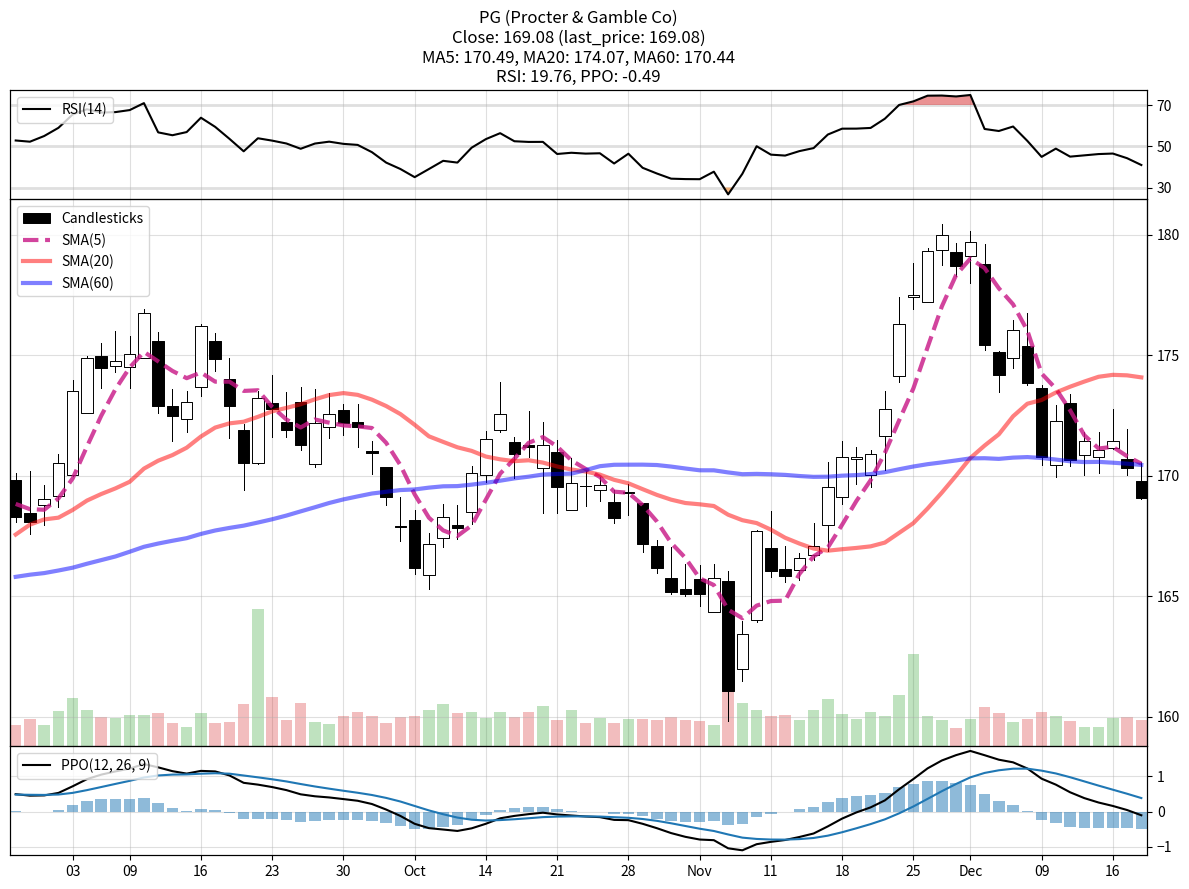 PG (Procter & Gamble Co)
Close: 169.08 (last_price: 169.08)
MA5: 170.49, MA20: 174.07, MA60: 170.44
RSI: 19.76, PPO: -0.49
RSI(14)
70
50
30
Candlesticks
SMA(5)
SMA(20)
SMA(60)
180
175
170
165
160
PPO(12, 26, 9)
1
0
−1
03 09 16 23 30 Oct 14 21 28 Nov 11 18 25 Dec 09 16